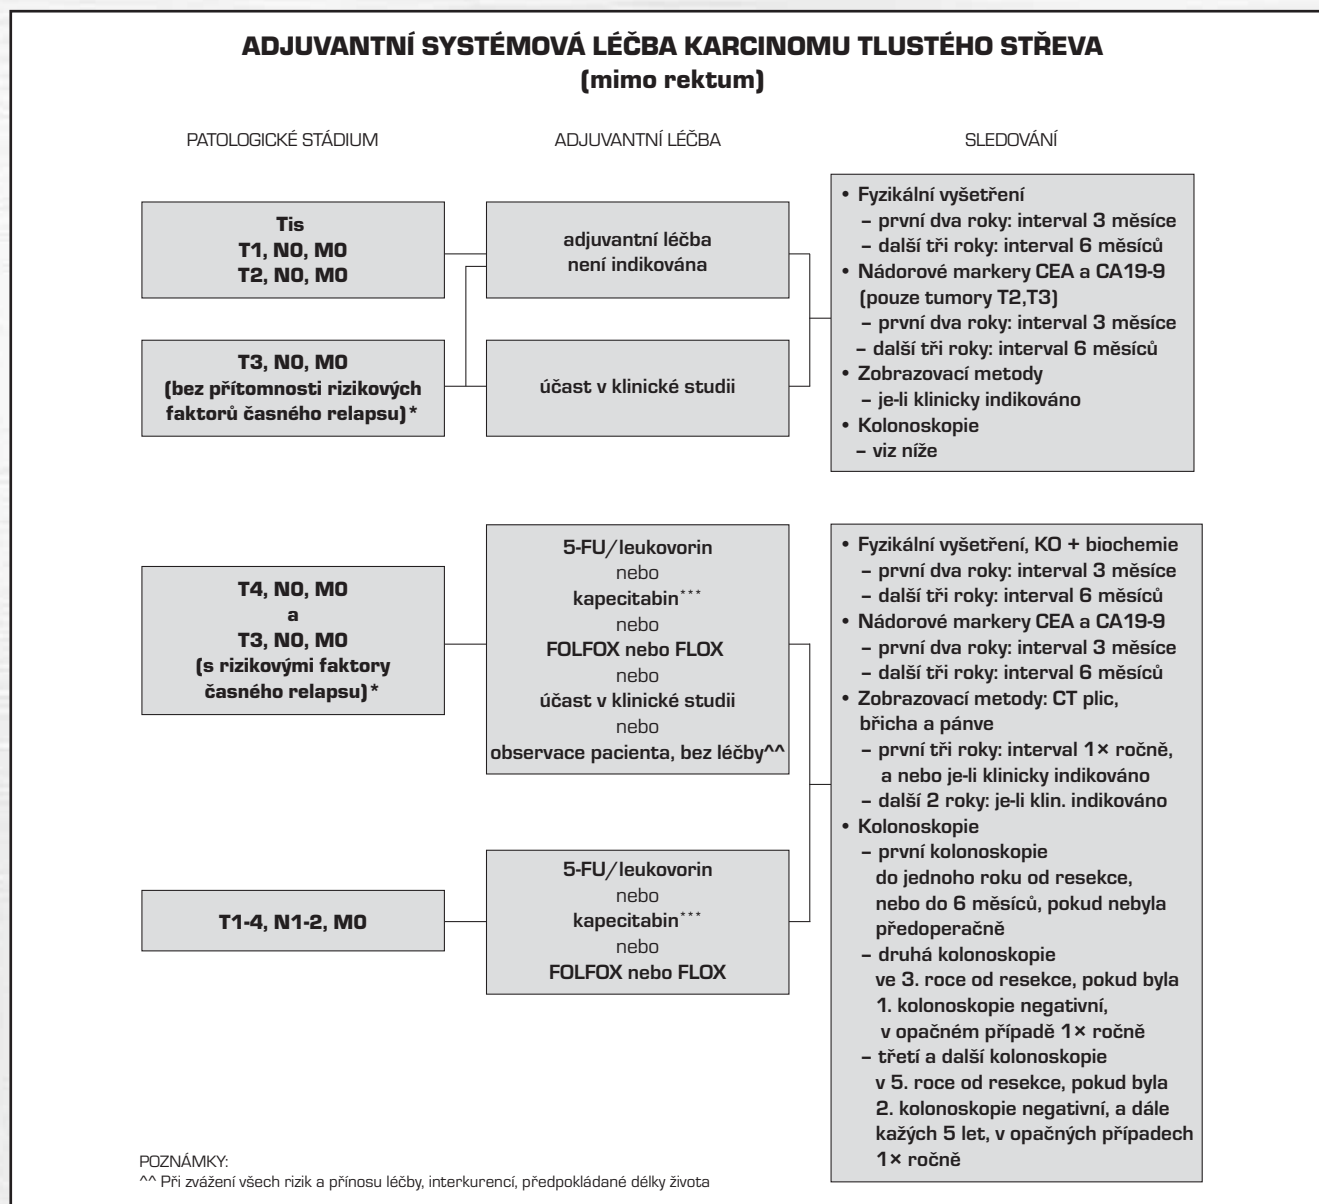 ADJUVANTNÍ SYSTÉMOVÁ LÉČBA KARCINOMU TLUSTÉHO STŘEVA
(mimo rektum)
PATOLOGICKÉ STÁDIUM
ADJUVANTNÍ LÉČBA
SLEDOVÁNÍ
Tis
T1, N0, M0
T2, N0, M0
adjuvantní léčba
není indikována
T3, N0, M0
(bez přítomnosti rizikových
faktorů časného relapsu)*
účast v klinické studii
• Fyzikální vyšetření
– první dva roky: interval 3 měsíce
– další tři roky: interval 6 měsíců
• Nádorové markery CEA a CA19-9
(pouze tumory T2,T3)
– první dva roky: interval 3 měsíce
– další tři roky: interval 6 měsíců
• Zobrazovací metody
– je-li klinicky indikováno
• Kolonoskopie
– viz níže
T4, N0, M0
a
T3, N0, M0
(s rizikovými faktory
časného relapsu)*
5-FU/leukovorin
nebo
kapecitabin***
nebo
FOLFOX nebo FLOX
nebo
účast v klinické studii
nebo
observace pacienta, bez léčby^^
T1-4, N1-2, M0
5-FU/leukovorin
nebo
kapecitabin***
nebo
FOLFOX nebo FLOX
• Fyzikální vyšetření, KO + biochemie
– první dva roky: interval 3 měsíce
– další tři roky: interval 6 měsíců
• Nádorové markery CEA a CA19-9
– první dva roky: interval 3 měsíce
– další tři roky: interval 6 měsíců
• Zobrazovací metody: CT plic,
břicha a pánve
– první tři roky: interval 1× ročně,
a nebo je-li klinicky indikováno
– další 2 roky: je-li klin. indikováno
• Kolonoskopie
– první kolonoskopie
do jednoho roku od resekce,
nebo do 6 měsíců, pokud nebyla
předoperačně
– druhá kolonoskopie
ve 3. roce od resekce, pokud byla
1. kolonoskopie negativní,
v opačném případě 1× ročně
– třetí a další kolonoskopie
v 5. roce od resekce, pokud byla
2. kolonoskopie negativní, a dále
kažých 5 let, v opačných případech
1× ročně
POZNÁMKY:
^^ Při zvážení všech rizik a přínosu léčby, interkurencí, předpokládané délky života